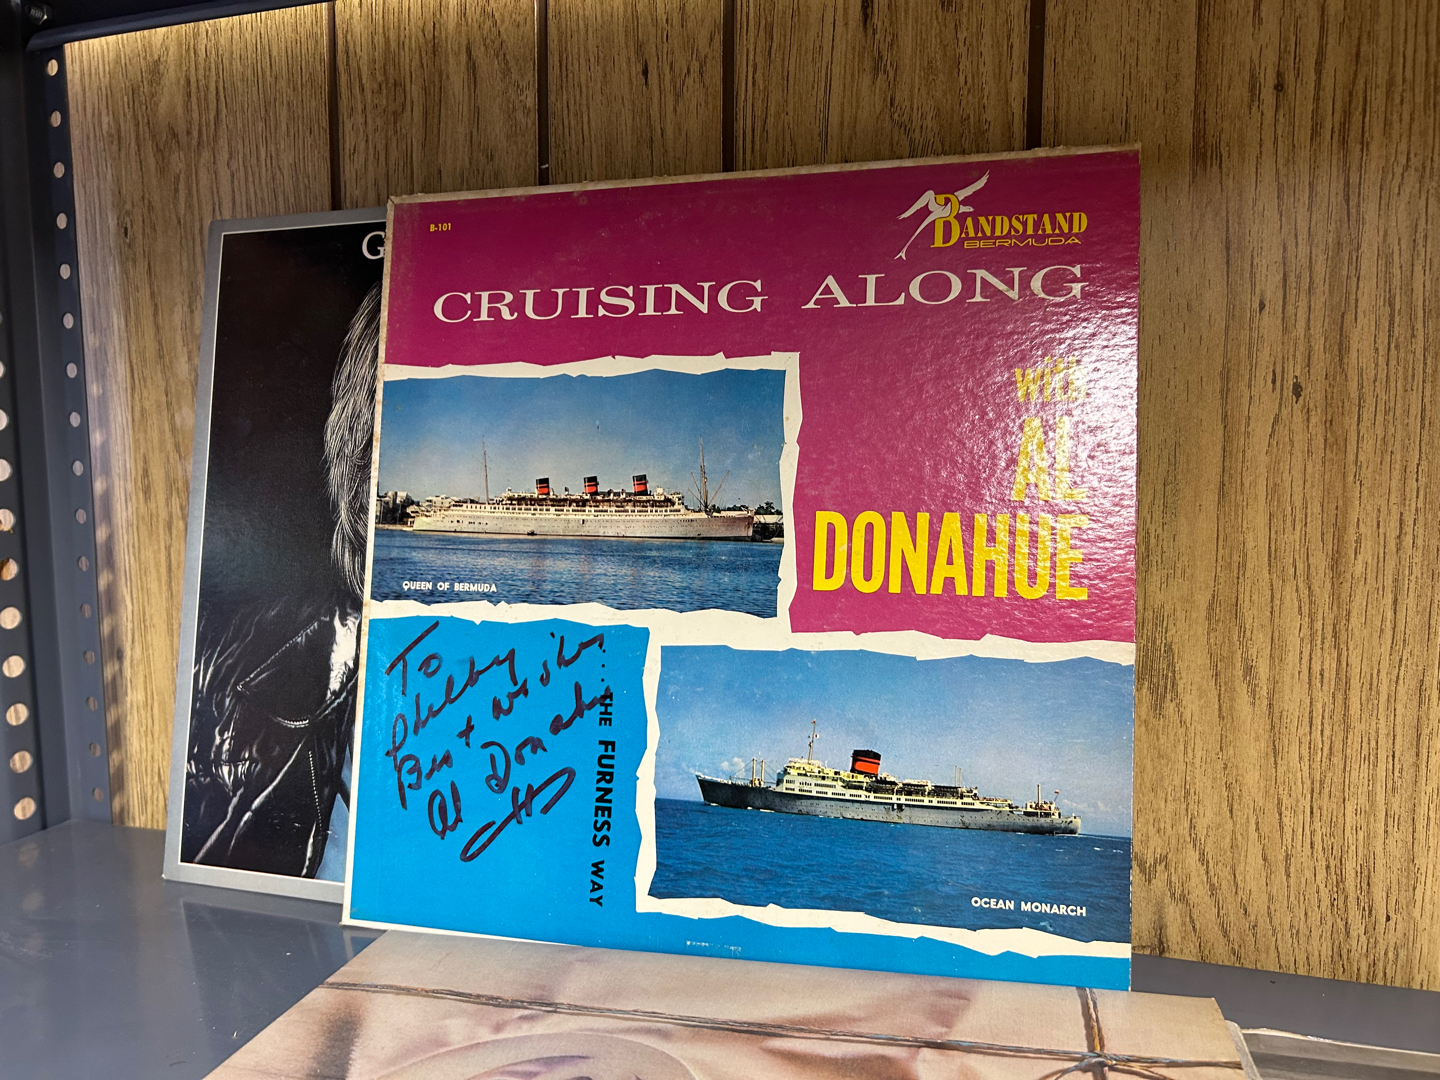 G
B-101
BANDSTAND
BERMUDA
CRUISING ALONG
with
AL
DONAHUE
QUEEN OF BERMUDA
To
Shelby
Best wishes
Al Donahue
...THE FURNESS WAY
OCEAN MONARCH